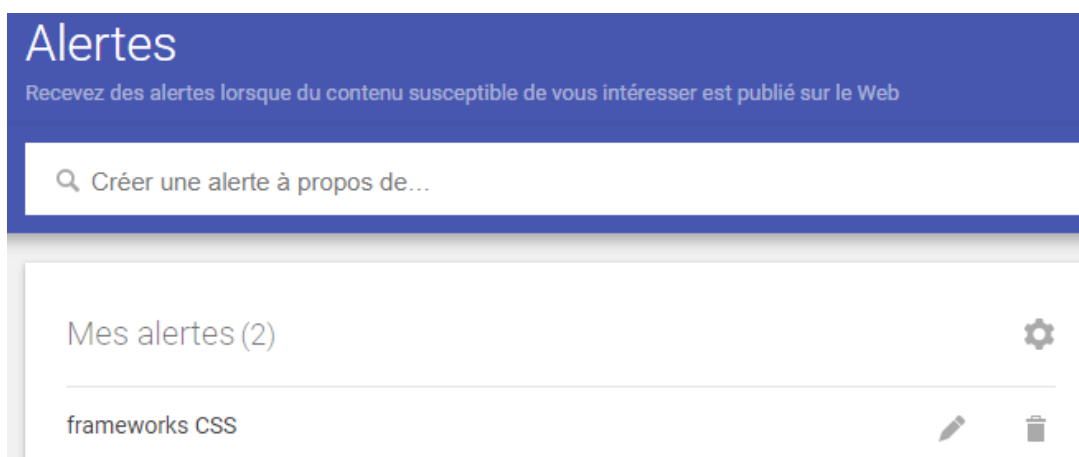 Alertes
Recevez des alertes lorsque du contenu susceptible de vous intéresser est publié sur le Web
Créer une alerte à propos de...
Mes alertes (2)
frameworks CSS